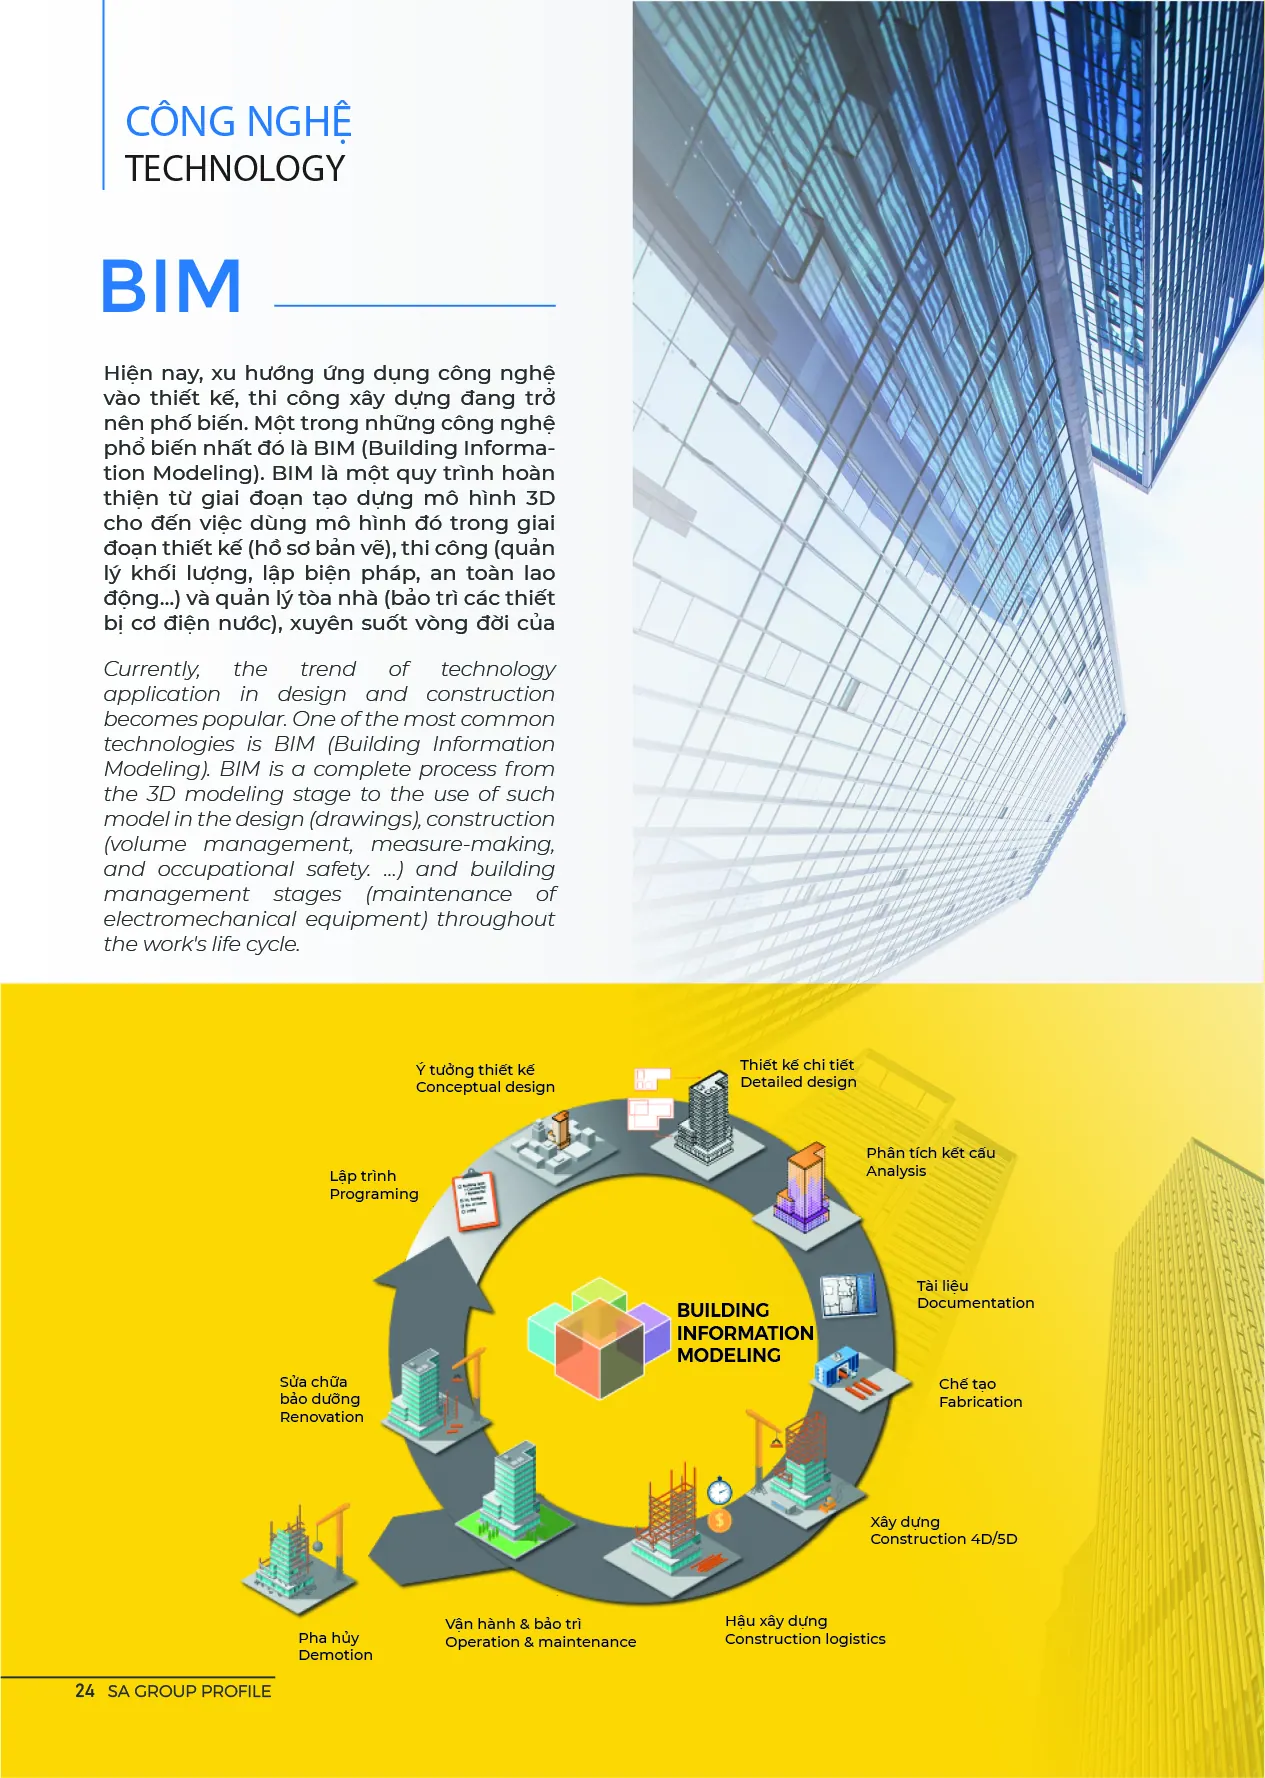 CÔNG NGHỆ
TECHNOLOGY
BIM
Hiện nay, xu hướng ứng dụng công nghệ
vào thiết kế, thi công xây dựng đang trở
nên phố biến. Một trong những công nghệ
phổ biến nhất đó là BIM (Building Informa-
tion Modeling). BIM là một quy trình hoàn
thiện từ giai đoạn tạo dựng mô hình 3D
cho đến việc dùng mô hình đó trong giai
đoạn thiết kế (hồ sơ bản vẽ), thi công (quản
lý khối lượng, lập biện pháp, an toàn lao
động...) và quản lý tòa nhà (bảo trì các thiết
bị cơ điện nước), xuyên suốt vòng đời của
Currently, the trend of technology
application in design and construction
becomes popular. One of the most common
technologies is BIM (Building Information
Modeling). BIM is a complete process from
the 3D modeling stage to the use of such
model in the design (drawings), construction
(volume management, measure-making,
and occupational safety. ...) and building
management stages (maintenance of
electromechanical equipment) throughout
the work's life cycle.
Ý tưởng thiết kế
Conceptual design
Thiết kế chi tiết
Detailed design
Phân tích kết cấu
Analysis
Lập trình
Programing
Tài liệu
Documentation
BUILDING
INFORMATION
MODELING
Chế tạo
Fabrication
Sửa chữa
bảo dưỡng
Renovation
Xây dựng
Construction 4D/5D
Hậu xây dựng
Construction logistics
Vận hành & bảo trì
Operation & maintenance
Pha hủy
Demotion
24 SA GROUP PROFILE